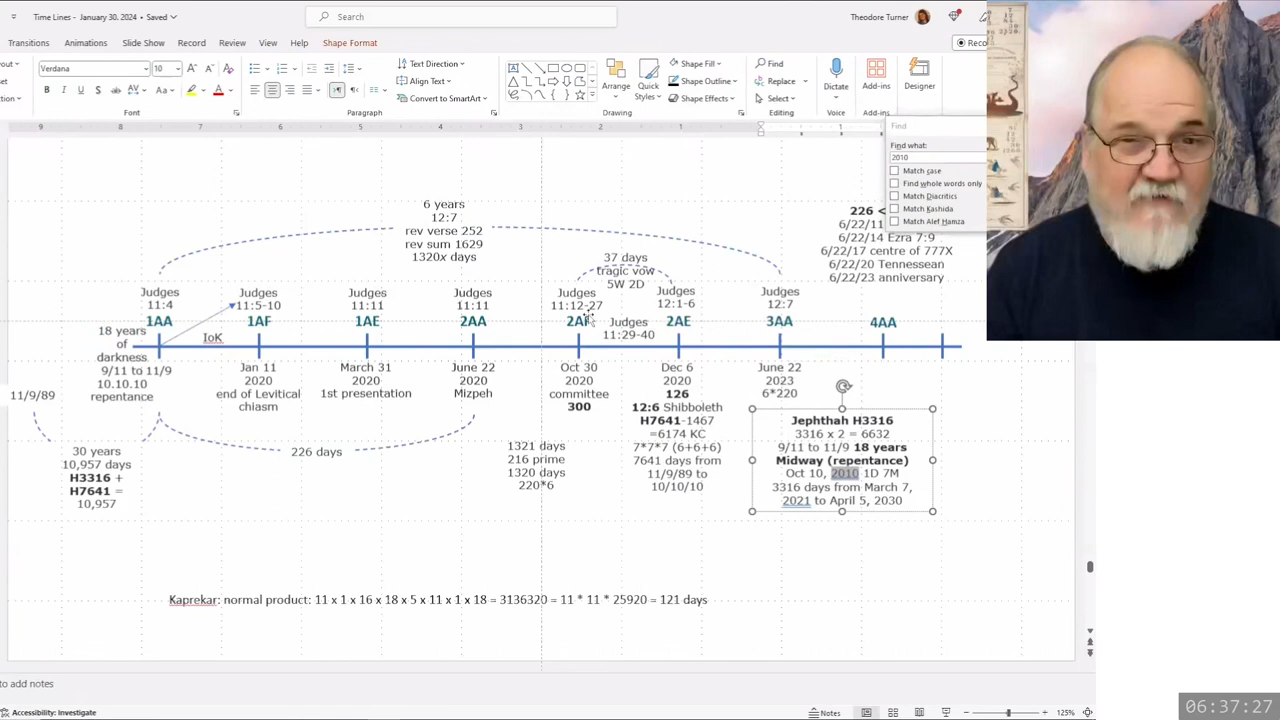 Time Lines - January 30. 2024 • Saved
Search
Theodore Turner
Transitions Animations Slide Show Record Review View Help Shape Format
Reco
Verdana 10
Text Direction
Align Text
Convert to SmartArt
Arrange
Quick Styles
Shape Fill
Shape Outline
Shape Effects
Find
Replace
Select
Dictate
Add-ins
Designer
Paragraph
Drawing
Editing
Voice
Add-ins
Find
Find what:
2010
Match case
Find whole words only
Match Diacritics
Match Kashida
Match Alef Hamza
9 8 7 6 5 4 3 2 1 1
6 years
12:7
rev verse 252
rev sum 1629
1320x days
37 days
tragic vow
5W 2D
226 <
6/22/11
6/22/14 Ezra 7:9
6/22/17 centre of 777X
6/22/20 Tennessean
6/22/23 anniversary
Judges
11:4
1AA
Judges
11:5-10
1AF
Judges
11:11
1AE
Judges
11:11
2AA
Judges
11:12-27
2AF
Judges
11:29-40
Judges
12:1-6
2AE
Judges
12:7
3AA
4AA
18 years
of
darkness
9/11 to 11/9
10.10.10
repentance
IoK
11/9/89
Jan 11
2020
end of Levitical
chiasm
March 31
2020
1st presentation
June 22
2020
Mizpeh
Oct 30
2020
committee
300
Dec 6
2020
126
12:6 Shibboleth
H7641-1467
=6174 KC
7*7*7 (6+6+6)
7641 days from
11/9/89 to
10/10/10
June 22
2023
6*220
Jephthah H3316
3316 x 2 = 6632
9/11 to 11/9 18 years
Midway (repentance)
Oct 10, 2010 1D 7M
3316 days from March 7,
2021 to April 5, 2030
30 years
10,957 days
H3316 +
H7641 =
10,957
226 days
1321 days
216 prime
1320 days
220*6
Kaprekar: normal product: 11 x 1 x 16 x 18 x 5 x 11 x 1 x 18 = 3136320 = 11 * 11 * 25920 = 121 days
to add notes
Accessibility: Investigate
Notes
125%
06:37:27